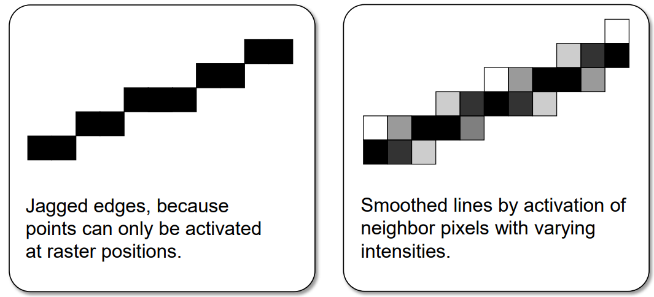 Jagged edges, because
points can only be activated
at raster positions.
Smoothed lines by activation of
neighbor pixels with varying
intensities.